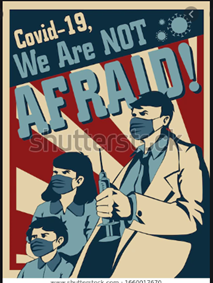 Covid-19,
We Are NOT
AFRAID!
shutterstock
www.shutterstock.com · 1660017670